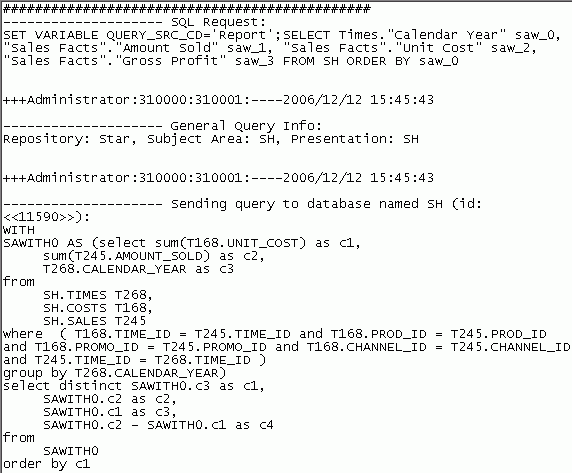 ##############################################
-------------------- SQL Request:
SET VARIABLE QUERY_SRC_CD='Report';SELECT Times."Calendar Year" saw_0,
"Sales Facts"."Amount Sold" saw_1, "Sales Facts"."Unit Cost" saw_2,
"Sales Facts"."Gross Profit" saw_3 FROM SH ORDER BY saw_0
+++Administrator:310000:310001:----2006/12/12 15:45:43
-------------------- General Query Info:
Repository: Star, Subject Area: SH, Presentation: SH
+++Administrator:310000:310001:----2006/12/12 15:45:43
-------------------- Sending query to database named SH (id:
<<11590>>):
WITH
SAWITH0 AS (select sum(T168.UNIT_COST) as c1,
sum(T245.AMOUNT_SOLD) as c2,
T268.CALENDAR_YEAR as c3
from
SH.TIMES T268,
SH.COSTS T168,
SH.SALES T245
where  ( T168.TIME_ID = T245.TIME_ID and T168.PROD_ID = T245.PROD_ID
and T168.PROMO_ID = T245.PROMO_ID and T168.CHANNEL_ID = T245.CHANNEL_ID
and T245.TIME_ID = T268.TIME_ID )
group by T268.CALENDAR_YEAR)
select distinct SAWITH0.c3 as c1,
SAWITH0.c2 as c2,
SAWITH0.c1 as c3,
SAWITH0.c2 - SAWITH0.c1 as c4
from
SAWITH0
order by c1